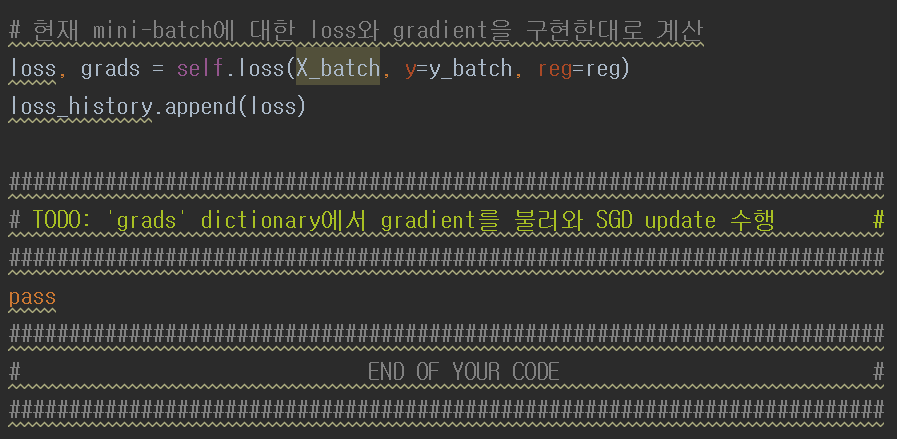 # 현재 mini-batch에 대한 loss와 gradient을 구현한대로 계산
loss, grads = self.loss(X_batch, y=y_batch, reg=reg)
loss_history.append(loss)
#########################################################################
# TODO: 'grads' dictionary에서 gradient를 불러와 SGD update 수행 #
#########################################################################
pass
#########################################################################
# END OF YOUR CODE #
#########################################################################